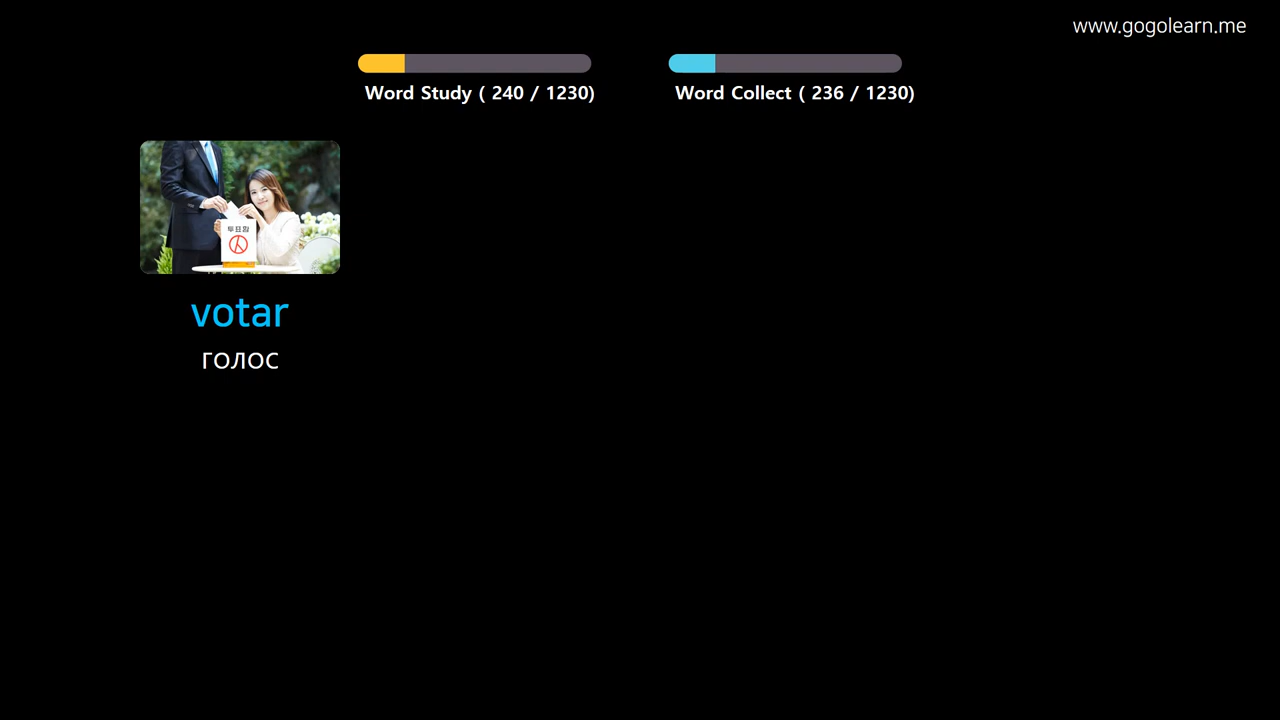 www.gogolearn.me
Word Study ( 240 / 1230)
Word Collect ( 236 / 1230)
투표함
votar
голос